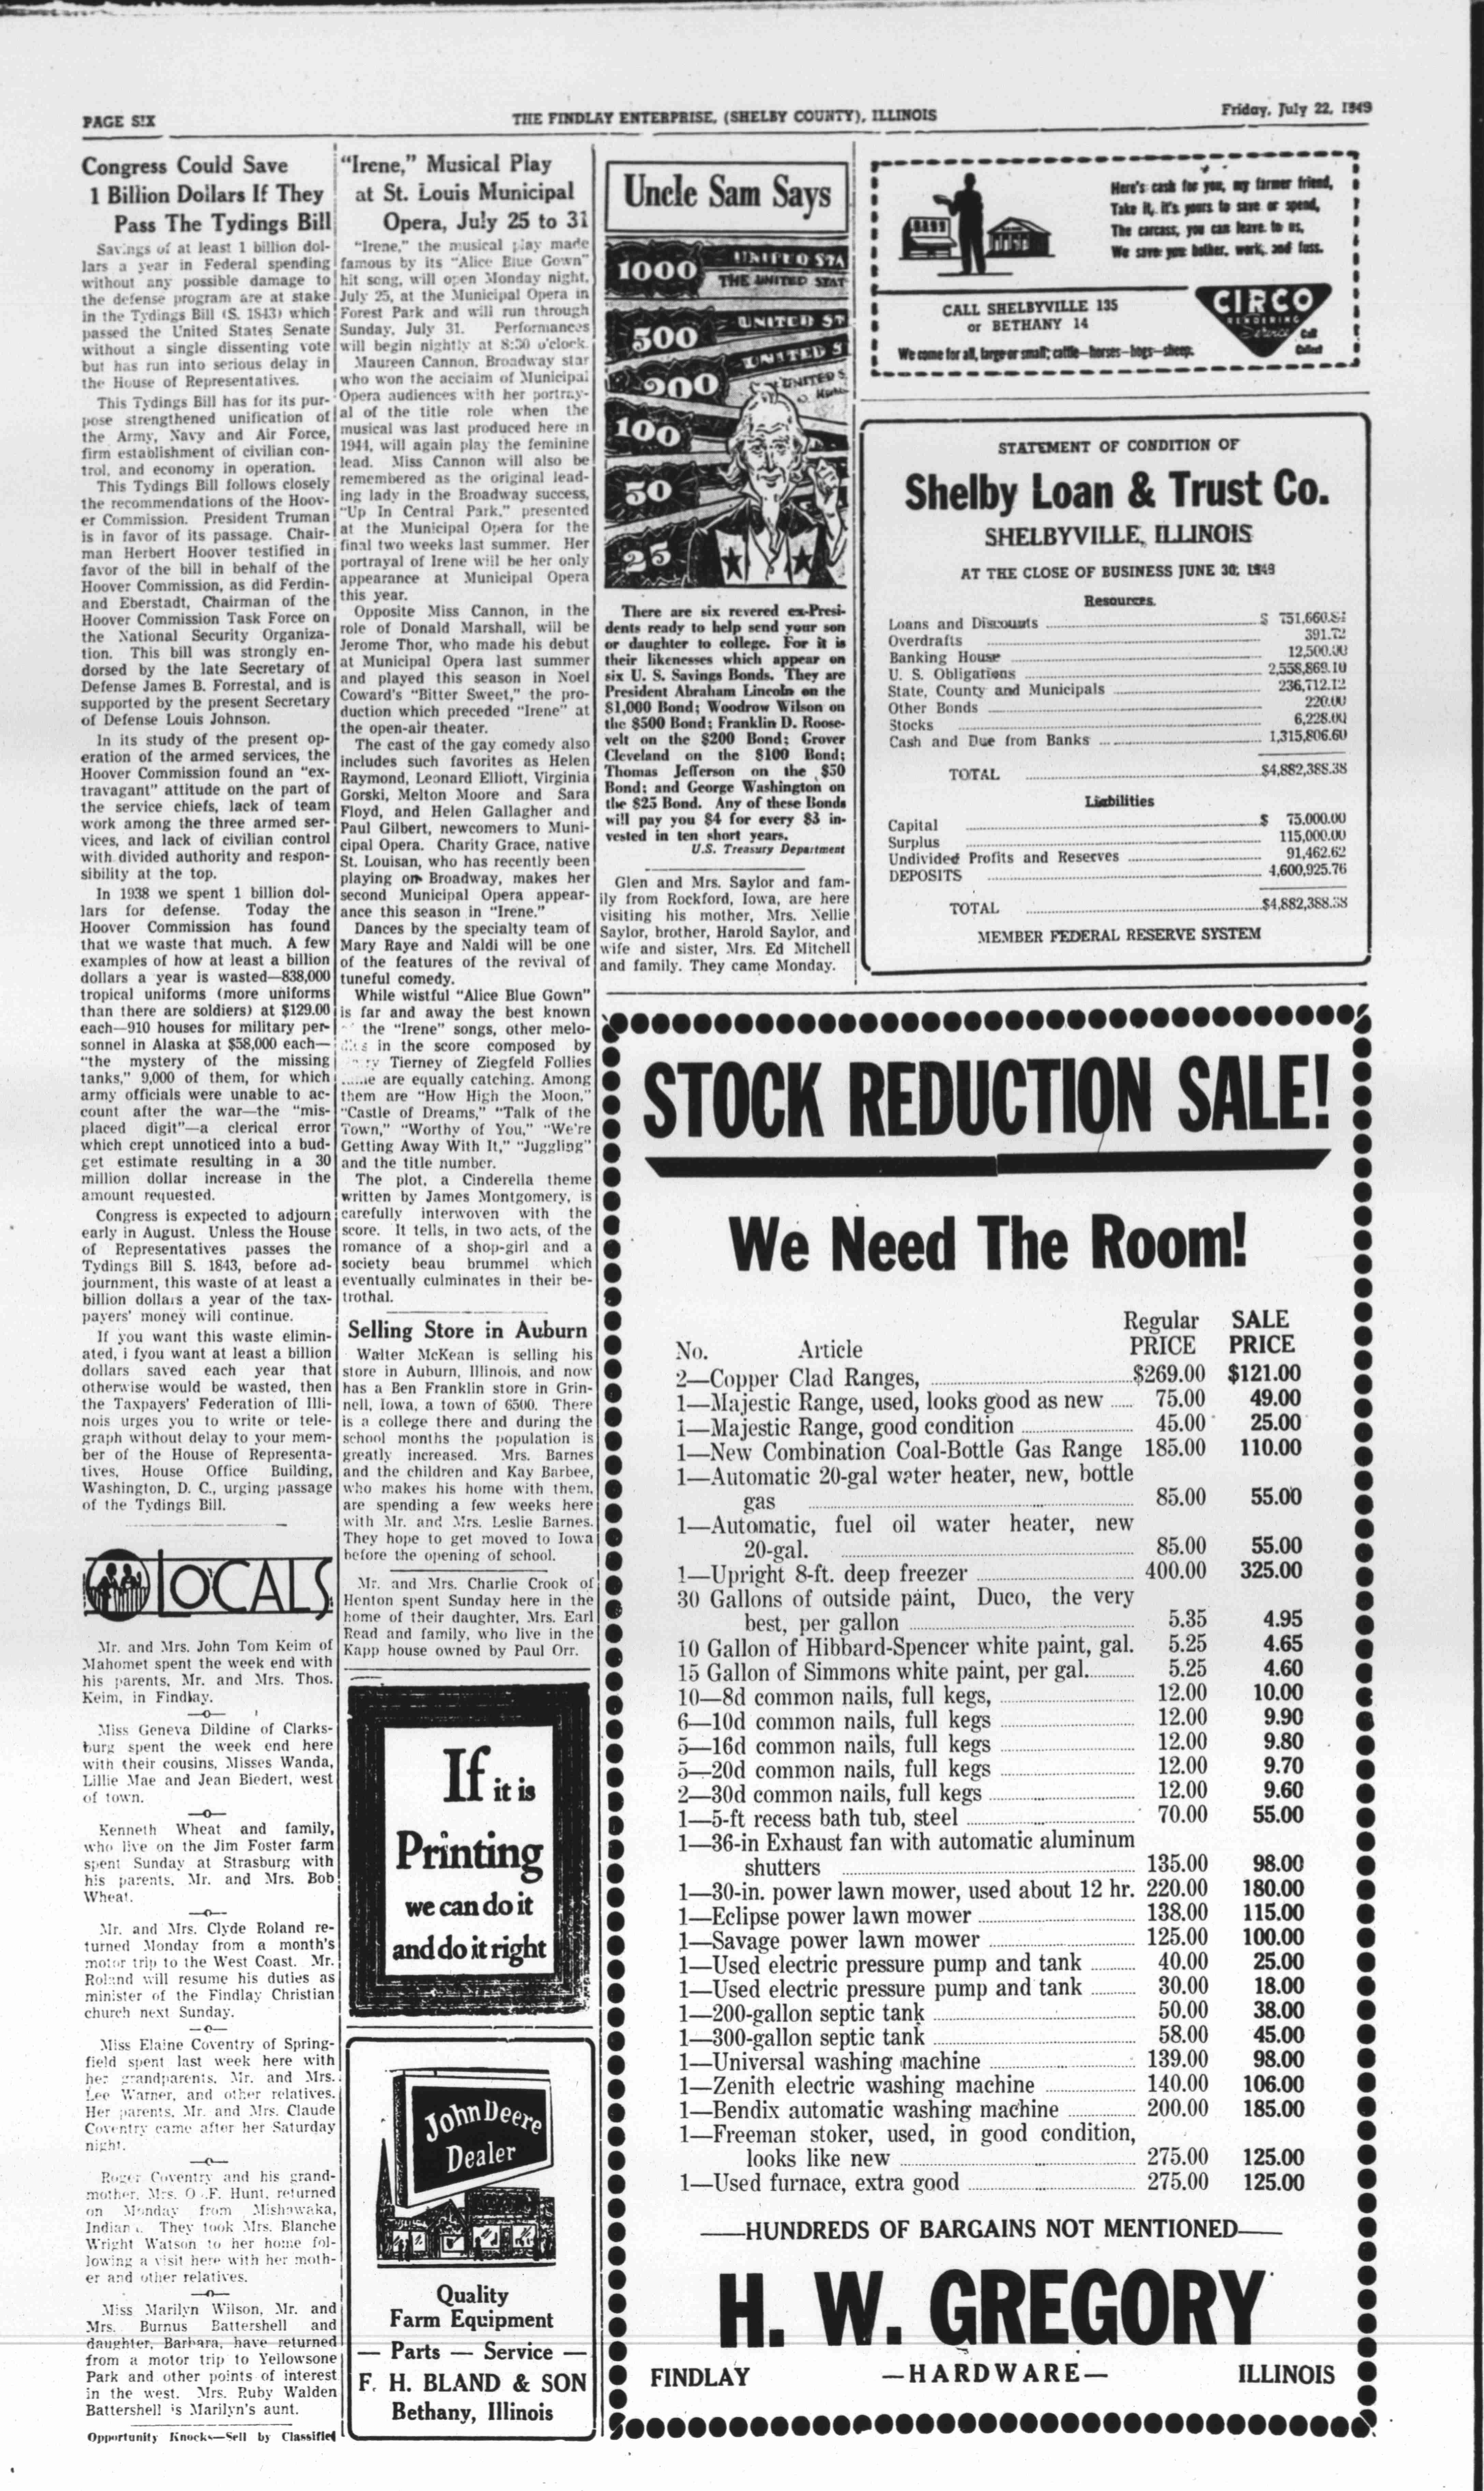 PAGE SIX
THE FINDLAY ENTERPRISE, (SHELBY COUNTY), ILLINOIS
Friday, July 22, 1949
Congress Could Save
1 Billion Dollars If They
Pass The Tydings Bill
Savings of at least 1 billion dol-
lars a year in Federal spending
without any possible damage to
the defense program are at stake
in the Tydings Bill (S. 1843) which
passed the United States Senate
without a single dissenting vote
but has run into serious delay in
the House of Representatives.
This Tydings Bill has for its pur-
pose strengthened unification of
the Army, Navy and Air Force,
firm establishment of civilian con-
trol, and economy in operation.
This Tydings Bill follows closely
the recommendations of the Hoov-
er Commission. President Truman
is in favor of its passage. Chair-
man Herbert Hoover testified in
favor of the bill in behalf of the
Hoover Commission, as did Ferdin-
and Eberstadt, Chairman of the
Hoover Commission Task Force on
the National Security Organiza-
tion. This bill was strongly en-
dorsed by the late Secretary of
Defense James B. Forrestal, and is
supported by the present Secretary
of Defense Louis Johnson.
In its study of the present op-
eration of the armed services, the
Hoover Commission found an "ex-
travagant" attitude on the part of
the service chiefs, lack of team
work among the three armed ser-
vices, and lack of civilian control
with divided authority and respon-
sibility at the top.
In 1938 we spent 1 billion dol-
lars for defense. Today the
Hoover Commission has found
that we waste that much. A few
examples of how at least a billion
dollars a year is wasted—838,000
tropical uniforms (more uniforms
than there are soldiers) at $129.00
each—910 houses for military per-
sonnel in Alaska at $58,000 each—
"the mystery of the missing
tanks," 9,000 of them, for which
army officials were unable to ac-
count after the war—the "mis-
placed digit"—a clerical error
which crept unnoticed into a bud-
get estimate resulting in a 30
million dollar increase in the
amount requested.
Congress is expected to adjourn
early in August. Unless the House
of Representatives passes the
Tydings Bill S. 1843, before ad-
journment, this waste of at least a
billion dollars a year of the tax-
payers' money will continue.
If you want this waste elimin-
ated, i fyou want at least a billion
dollars saved each year that
otherwise would be wasted, then
the Taxpayers' Federation of Illi-
nois urges you to write or tele-
graph without delay to your mem-
ber of the House of Representa-
tives, House Office Building,
Washington, D. C., urging passage
of the Tydings Bill.
LOCALS
Mr. and Mrs. John Tom Keim of
Mahomet spent the week end with
his parents, Mr. and Mrs. Thos.
Keim, in Findlay.
—o—
Miss Geneva Dildine of Clarks-
burg spent the week end here
with their cousins, Misses Wanda,
Lillie Mae and Jean Biedert, west
of town.
—o—
Kenneth Wheat and family,
who live on the Jim Foster farm
spent Sunday at Strasburg with
his parents, Mr. and Mrs. Bob
Wheat.
—o—
Mr. and Mrs. Clyde Roland re-
turned Monday from a month's
motor trip to the West Coast. Mr.
Roland will resume his duties as
minister of the Findlay Christian
church next Sunday.
—o—
Miss Elaine Coventry of Spring-
field spent last week here with
her grandparents, Mr. and Mrs.
Lee Warner, and other relatives.
Her parents, Mr. and Mrs. Claude
Coventry came after her Saturday
night.
—o—
Roger Coventry and his grand-
mother, Mrs. O .F. Hunt, returned
on Monday from Mishawaka,
Indiana. They took Mrs. Blanche
Wright Watson to her home fol-
lowing a visit here with her moth-
er and other relatives.
—o—
Miss Marilyn Wilson, Mr. and
Mrs. Burnus Battershell and
daughter, Barbara, have returned
from a motor trip to Yellowsone
Park and other points of interest
in the west. Mrs. Ruby Walden
Battershell is Marilyn's aunt.
Opportunity Knocks—Sell by Classified
"Irene," Musical Play
at St. Louis Municipal
Opera, July 25 to 31
"Irene," the musical play made
famous by its "Alice Blue Gown"
hit song, will open Monday night,
July 25, at the Municipal Opera in
Forest Park and will run through
Sunday, July 31. Performances
will begin nightly at 8:30 o'clock.
Maureen Cannon, Broadway star
who won the acclaim of Municipal
Opera audiences with her portray-
al of the title role when the
musical was last produced here in
1944, will again play the feminine
lead. Miss Cannon will also be
remembered as the original lead-
ing lady in the Broadway success,
"Up In Central Park," presented
at the Municipal Opera for the
final two weeks last summer. Her
portrayal of Irene will be her only
appearance at Municipal Opera
this year.
Opposite Miss Cannon, in the
role of Donald Marshall, will be
Jerome Thor, who made his debut
at Municipal Opera last summer
and played this season in Noel
Coward's "Bitter Sweet," the pro-
duction which preceded "Irene" at
the open-air theater.
The cast of the gay comedy also
includes such favorites as Helen
Raymond, Leonard Elliott, Virginia
Gorski, Melton Moore and Sara
Floyd, and Helen Gallagher and
Paul Gilbert, newcomers to Muni-
cipal Opera. Charity Grace, native
St. Louisan, who has recently been
playing on Broadway, makes her
second Municipal Opera appear-
ance this season in "Irene."
Dances by the specialty team of
Mary Raye and Naldi will be one
of the features of the revival of
tuneful comedy.
While wistful "Alice Blue Gown"
is far and away the best known
the "Irene" songs, other melo-
in the score composed by
Tierney of Ziegfeld Follies
are equally catching. Among
them are "How High the Moon,"
"Castle of Dreams," "Talk of the
Town," "Worthy of You," "We're
Getting Away With It," "Juggling"
and the title number.
The plot, a Cinderella theme
written by James Montgomery, is
carefully interwoven with the
score. It tells, in two acts, of the
romance of a shop-girl and a
society beau brummel which
eventually culminates in their be-
trothal.
Selling Store in Auburn
Walter McKean is selling his
store in Auburn, Illinois, and now
has a Ben Franklin store in Grin-
nell, Iowa, a town of 6500. There
is a college there and during the
school months the population is
greatly increased. Mrs. Barnes
and the children and Kay Barbee,
who makes his home with them,
are spending a few weeks here
with Mr. and Mrs. Leslie Barnes.
They hope to get moved to Iowa
before the opening of school.
Mr. and Mrs. Charlie Crook of
Henton spent Sunday here in the
home of their daughter, Mrs. Earl
Read and family, who live in the
Kapp house owned by Paul Orr.
If it is
Printing
we can do it
and do it right
John Deere
Dealer
Quality
Farm Equipment
— Parts — Service —
F. H. BLAND & SON
Bethany, Illinois
Uncle Sam Says
1000
UNITED STA
THE UNITED STAT
500
UNITED ST
200
UNITED S
UNITED S
100
50
25
There are six revered ex-Presi-
dents ready to help send your son
or daughter to college. For it is
their likenesses which appear on
six U. S. Savings Bonds. They are
President Abraham Lincoln on the
$1,000 Bond; Woodrow Wilson on
the $500 Bond; Franklin D. Roose-
velt on the $200 Bond; Grover
Cleveland on the $100 Bond;
Thomas Jefferson on the $50
Bond; and George Washington on
the $25 Bond. Any of these Bonds
will pay you $4 for every $3 in-
vested in ten short years.
U.S. Treasury Department
Glen and Mrs. Saylor and fam-
ily from Rockford, Iowa, are here
visiting his mother, Mrs. Nellie
Saylor, brother, Harold Saylor, and
wife and sister, Mrs. Ed Mitchell
and family. They came Monday.
Here's cash for you, my farmer friend,
Take it, it's yours to save or spend,
The carcass, you can leave to us,
We save you bother, work, and fuss.
BANK
CALL SHELBYVILLE 135
or BETHANY 14
We come for all, large or small; cattle—horses—hogs—sheep.
CIRCO
RENDERING
Service
Call
Collect
STATEMENT OF CONDITION OF
Shelby Loan & Trust Co.
SHELBYVILLE, ILLINOIS
AT THE CLOSE OF BUSINESS JUNE 30, 1949
Resources
Loans and Discounts $ 751,660.84
Overdrafts 391.72
Banking House 12,500.00
U. S. Obligations 2,558,869.10
State, County and Municipals 236,712.12
Other Bonds 220.00
Stocks 6,228.00
Cash and Due from Banks 1,315,806.60
TOTAL $4,882,388.38
Liabilities
Capital $ 75,000.00
Surplus 115,000.00
Undivided Profits and Reserves 91,462.62
DEPOSITS 4,600,925.76
TOTAL $4,882,388.38
MEMBER FEDERAL RESERVE SYSTEM
STOCK REDUCTION SALE!
We Need The Room!
Regular SALE
No. Article PRICE PRICE
2—Copper Clad Ranges, $269.00 $121.00
1—Majestic Range, used, looks good as new 75.00 49.00
1—Majestic Range, good condition 45.00 25.00
1—New Combination Coal-Bottle Gas Range 185.00 110.00
1—Automatic 20-gal water heater, new, bottle
gas 85.00 55.00
1—Automatic, fuel oil water heater, new
20-gal. 85.00 55.00
1—Upright 8-ft. deep freezer 400.00 325.00
30 Gallons of outside paint, Duco, the very
best, per gallon 5.35 4.95
10 Gallon of Hibbard-Spencer white paint, gal. 5.25 4.65
15 Gallon of Simmons white paint, per gal. 5.25 4.60
10—8d common nails, full kegs, 12.00 10.00
6—10d common nails, full kegs 12.00 9.90
5—16d common nails, full kegs 12.00 9.80
5—20d common nails, full kegs 12.00 9.70
2—30d common nails, full kegs 12.00 9.60
1—5-ft recess bath tub, steel 70.00 55.00
1—36-in Exhaust fan with automatic aluminum
shutters 135.00 98.00
1—30-in. power lawn mower, used about 12 hr. 220.00 180.00
1—Eclipse power lawn mower 138.00 115.00
1—Savage power lawn mower 125.00 100.00
1—Used electric pressure pump and tank 40.00 25.00
1—Used electric pressure pump and tank 30.00 18.00
1—200-gallon septic tank 50.00 38.00
1—300-gallon septic tank 58.00 45.00
1—Universal washing machine 139.00 98.00
1—Zenith electric washing machine 140.00 106.00
1—Bendix automatic washing machine 200.00 185.00
1—Freeman stoker, used, in good condition,
looks like new 275.00 125.00
1—Used furnace, extra good 275.00 125.00
—HUNDREDS OF BARGAINS NOT MENTIONED—
H. W. GREGORY
FINDLAY —HARDWARE— ILLINOIS